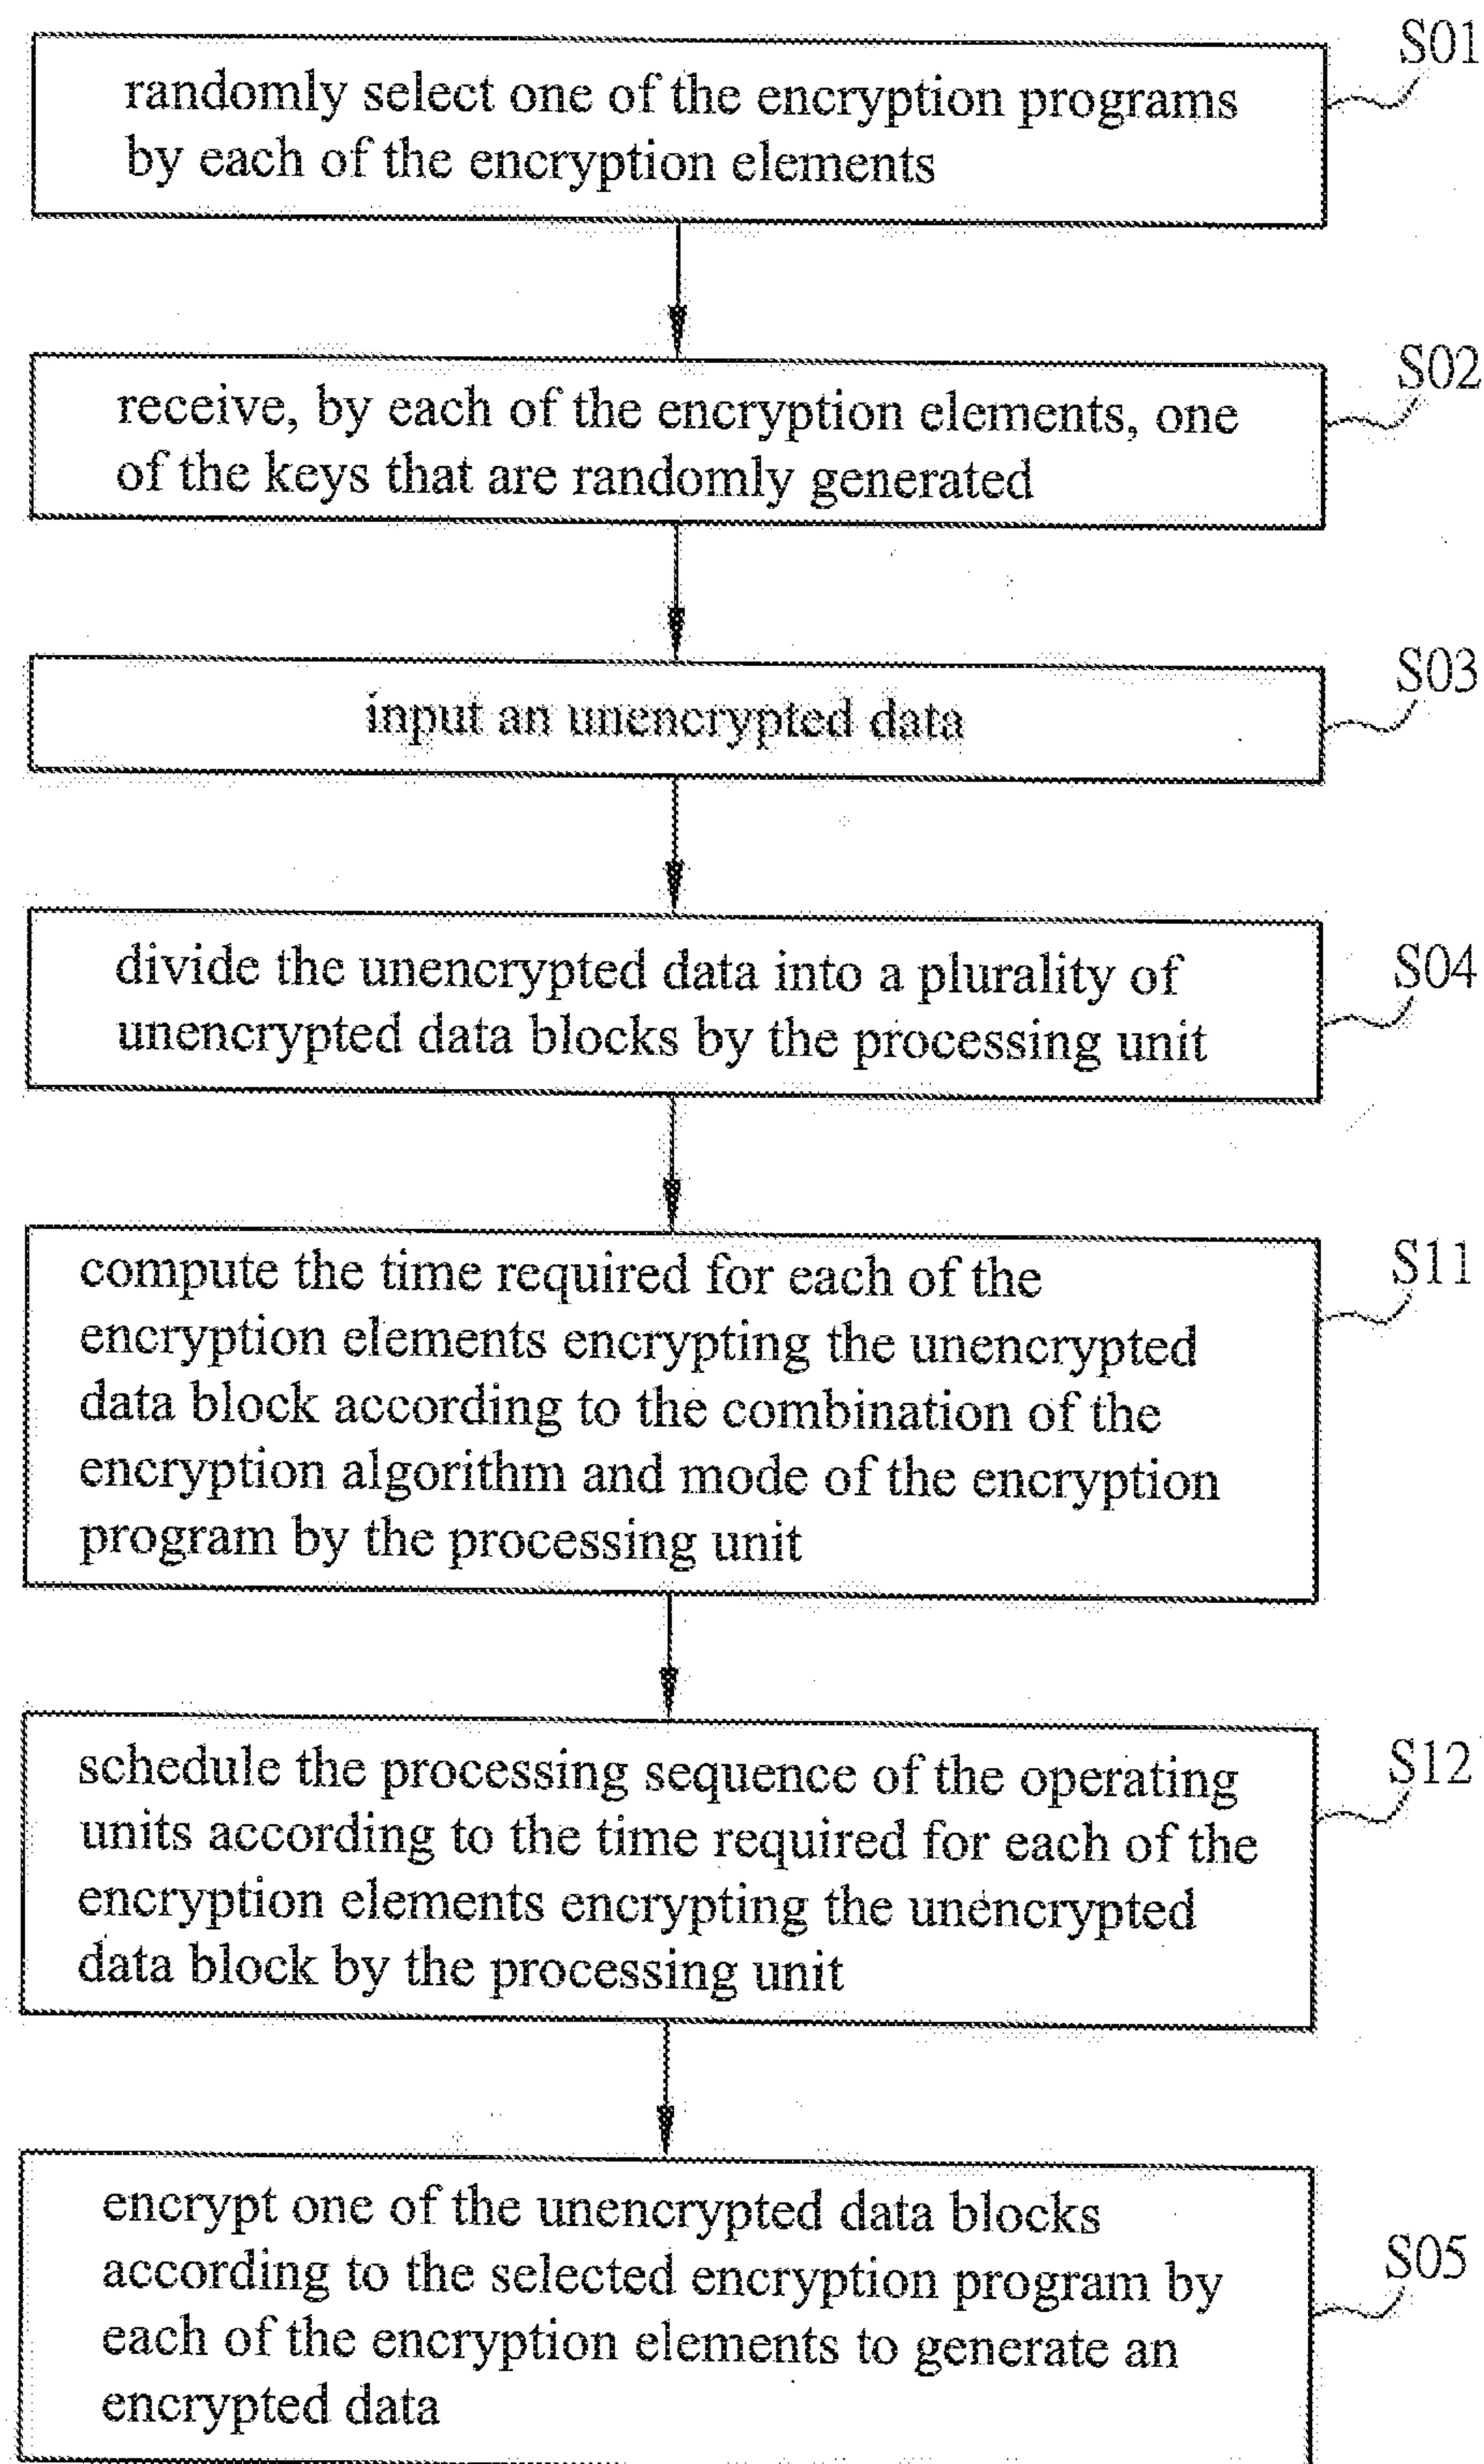 S01
randomly select one of the encryption programs
by each of the encryption elements
S02
receive, by each of the encryption elements, one
of the keys that are randomly generated
S03
input an unencrypted data
S04
divide the unencrypted data into a plurality of
unencrypted data blocks by the processing unit
S11
compute the time required for each of the
encryption elements encrypting the unencrypted
data block according to the combination of the
encryption algorithm and mode of the encryption
program by the processing unit
S12
schedule the processing sequence of the operating
units according to the time required for each of the
encryption elements encrypting the unencrypted
data block by the processing unit
S05
encrypt one of the unencrypted data blocks
according to the selected encryption program by
each of the encryption elements to generate an
encrypted data